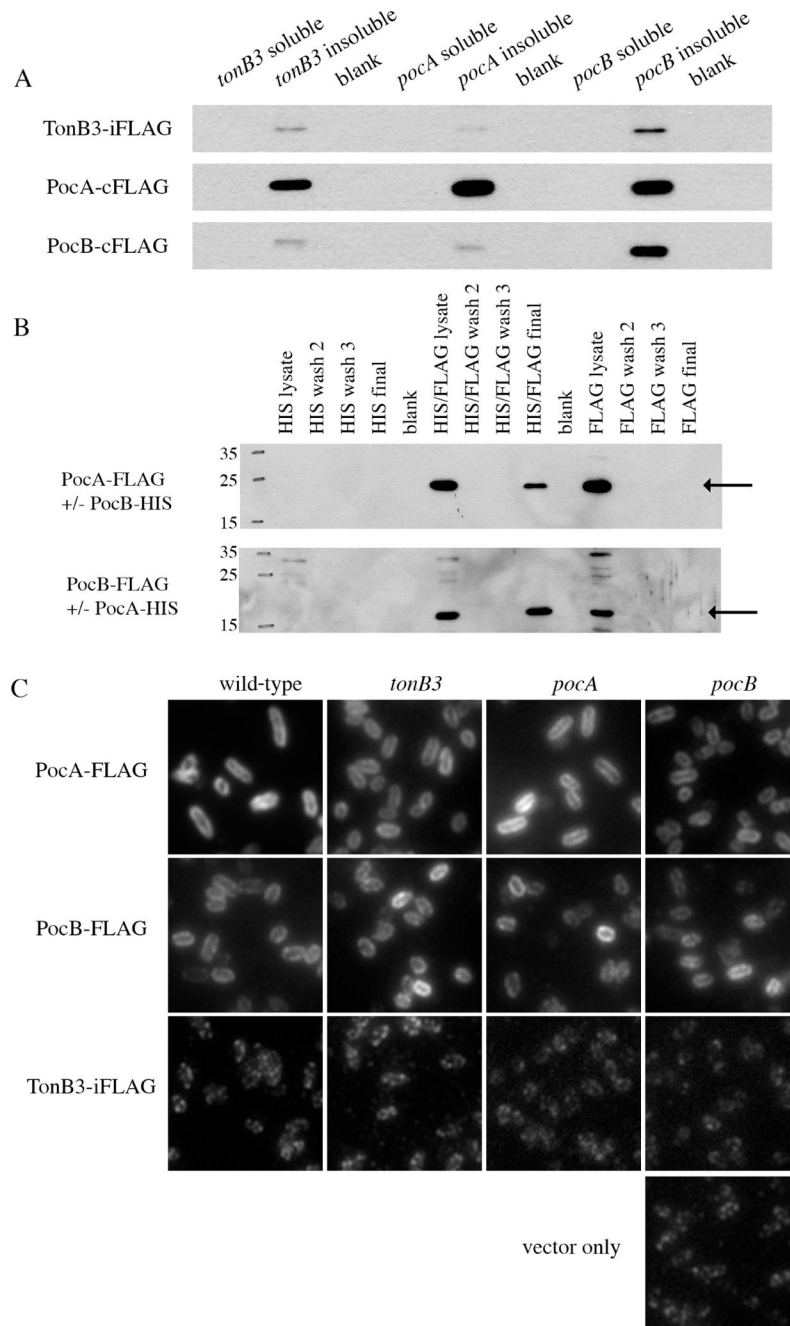 A
tonB3 soluble
tonB3 insoluble
blank
pocA soluble
pocA insoluble
blank
pocB soluble
pocB insoluble
blank
TonB3-iFLAG
PocA-cFLAG
PocB-cFLAG
B
HIS lysate
HIS wash 2
HIS wash 3
HIS final
blank
HIS/FLAG lysate
HIS/FLAG wash 2
HIS/FLAG wash 3
HIS/FLAG final
blank
FLAG lysate
FLAG wash 2
FLAG wash 3
FLAG final
PocA-FLAG
+/- PocB-HIS
35
25
15
PocB-FLAG
+/- PocA-HIS
35
25
15
C
wild-type
tonB3
pocA
pocB
PocA-FLAG
PocB-FLAG
TonB3-iFLAG
vector only